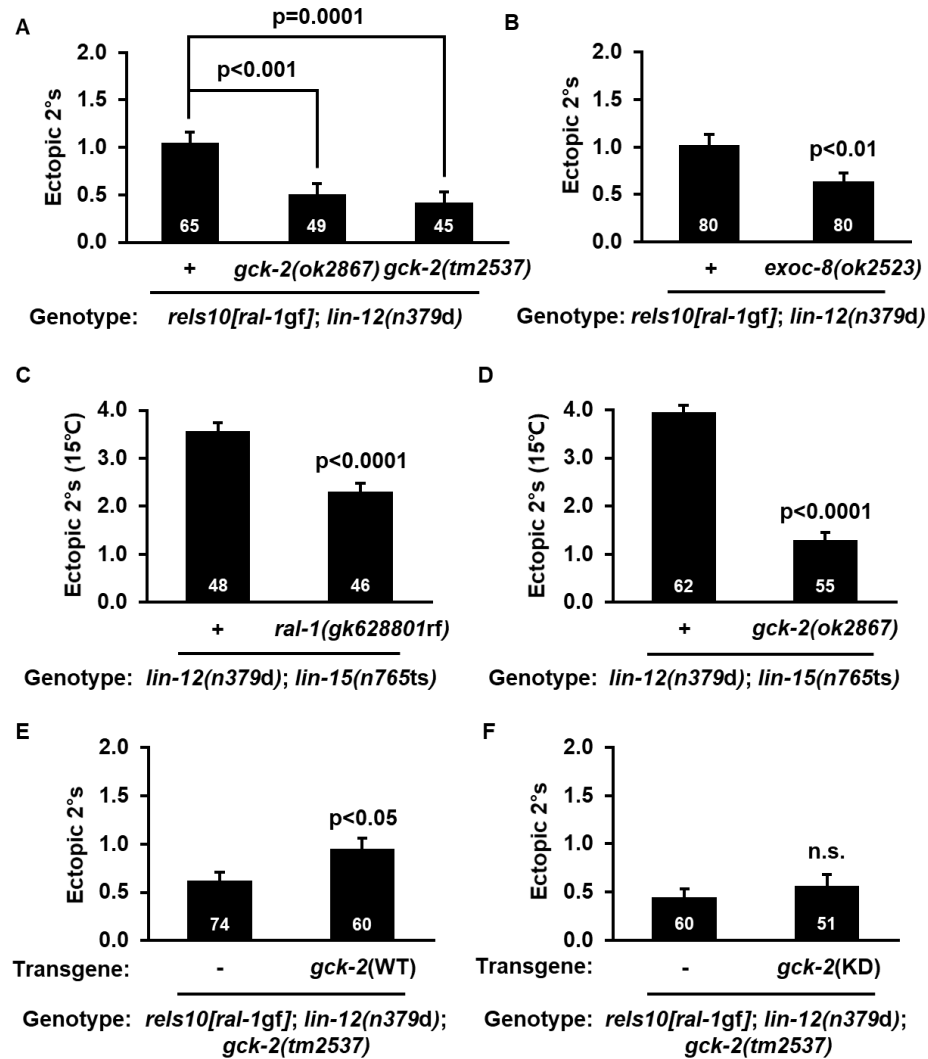 A
p=0.0001
p<0.001
Ectopic 2°s
2.0
1.5
1.0
0.5
0.0
65
49
45
+
gck-2(ok2867)
gck-2(tm2537)
Genotype: reIs10[ral-1gf]; lin-12(n379d)
B
Ectopic 2°s
2.0
1.5
1.0
0.5
0.0
p<0.01
80
80
+
exoc-8(ok2523)
Genotype: reIs10[ral-1gf]; lin-12(n379d)
C
Ectopic 2°s (15℃)
4.0
3.0
2.0
1.0
0.0
p<0.0001
48
46
+
ral-1(gk628801rf)
Genotype: lin-12(n379d); lin-15(n765ts)
D
Ectopic 2°s (15℃)
4.0
3.0
2.0
1.0
0.0
p<0.0001
62
55
+
gck-2(ok2867)
Genotype: lin-12(n379d); lin-15(n765ts)
E
Ectopic 2°s
2.0
1.5
1.0
0.5
0.0
p<0.05
74
60
Transgene:
-
gck-2(WT)
Genotype: reIs10[ral-1gf]; lin-12(n379d);
gck-2(tm2537)
F
Ectopic 2°s
2.0
1.5
1.0
0.5
0.0
n.s.
60
51
Transgene:
-
gck-2(KD)
Genotype: reIs10[ral-1gf]; lin-12(n379d);
gck-2(tm2537)